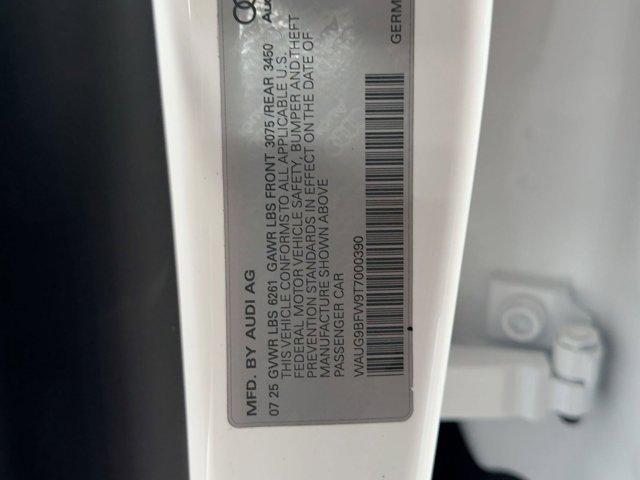 MFD. BY AUDI AG
07 25 GVWR LBS 6261 GAWR LBS FRONT 3075/REAR 3450
THIS VEHICLE CONFORMS TO ALL APPLICABLE U.S.
FEDERAL MOTOR VEHICLE SAFETY, BUMPER AND THEFT
PREVENTION STANDARDS IN EFFECT ON THE DATE OF
MANUFACTURE SHOWN ABOVE
PASSENGER CAR
WAUG9BFW9T7000390